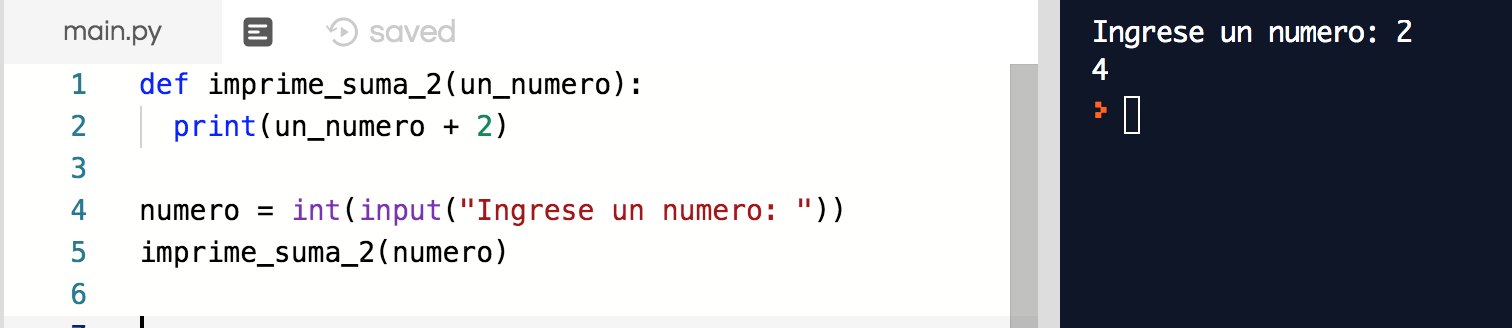 main.py saved
1 def imprime_suma_2(un_numero):
2 print(un_numero + 2)
3
4 numero = int(input("Ingrese un numero: "))
5 imprime_suma_2(numero)
6
7
Ingrese un numero: 2
4